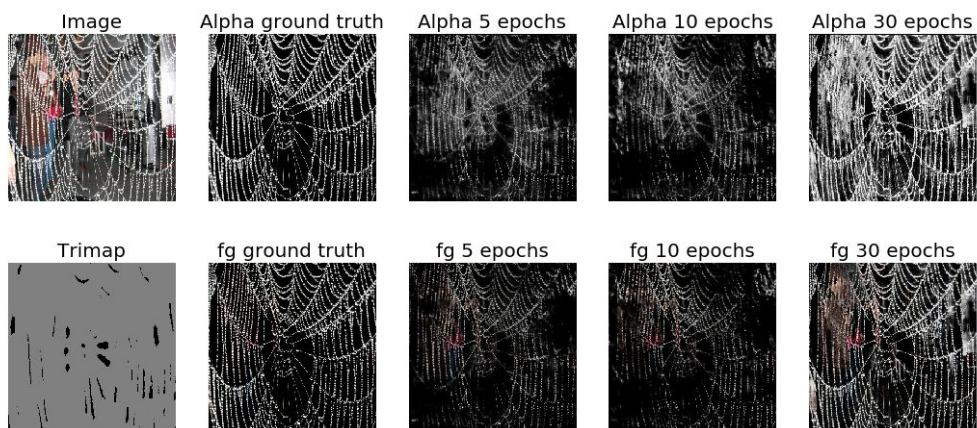 Image
Alpha ground truth
Alpha 5 epochs
Alpha 10 epochs
Alpha 30 epochs
Trimap
fg ground truth
fg 5 epochs
fg 10 epochs
fg 30 epochs